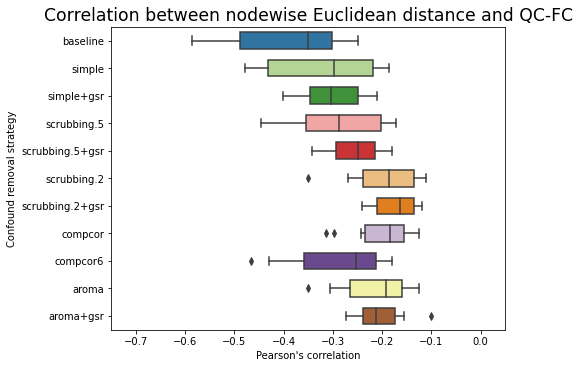 Correlation between nodewise Euclidean distance and QC-FC
baseline
simple
simple+gsr
scrubbing.5
scrubbing.5+gsr
scrubbing.2
scrubbing.2+gsr
compcor
compcor6
aroma
aroma+gsr
Confound removal strategy
−0.7 −0.6 −0.5 −0.4 −0.3 −0.2 −0.1 0.0
Pearson's correlation